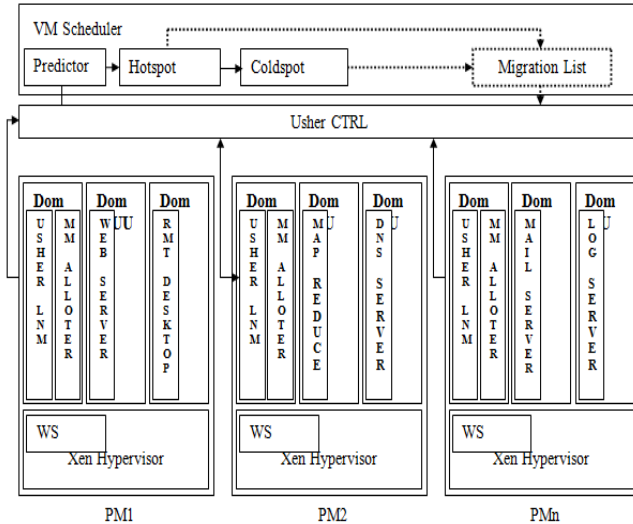 VM Scheduler
Predictor
Hotspot
Coldspot
Migration List
Usher CTRL
Dom
Dom
UU
Dom
USHER LNM
MM ALLOTER
WEB SERVER
RMT DESKTOP
WS
Xen Hypervisor
PM1
Dom
Dom
U
Dom
U
USHER LNM
MM ALLOTER
MAP REDUCE
DNS SERVER
WS
Xen Hypervisor
PM2
Dom
Dom
Dom
U
USHER LNM
MM ALLOTER
MAIL SERVER
LOG SERVER
WS
Xen Hypervisor
PMn